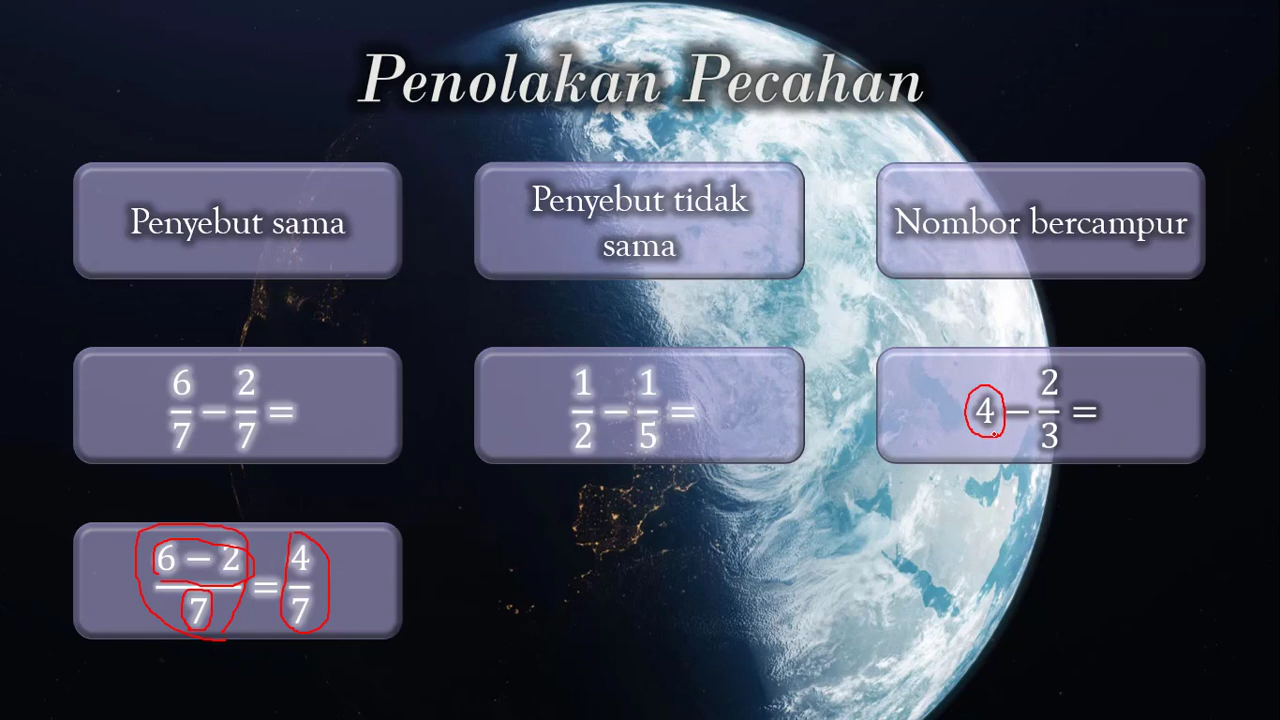 Penolakan Pecahan
Penyebut sama
Penyebut tidak
sama
Nombor bercampur
6/7 − 2/7 =
1/2 − 1/5 =
4 − 2/3 =
(6 − 2)/7 = 4/7